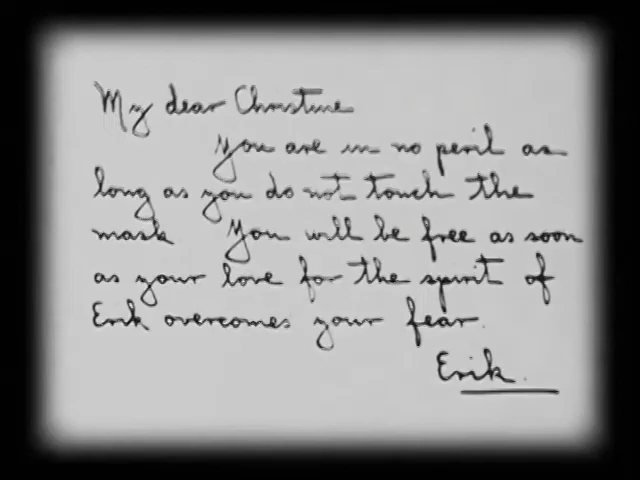 My dear Christine
You are in no peril as
long as you do not touch the
mask You will be free as soon
as your love for the spirit of
Erik overcomes your fear.
Erik.